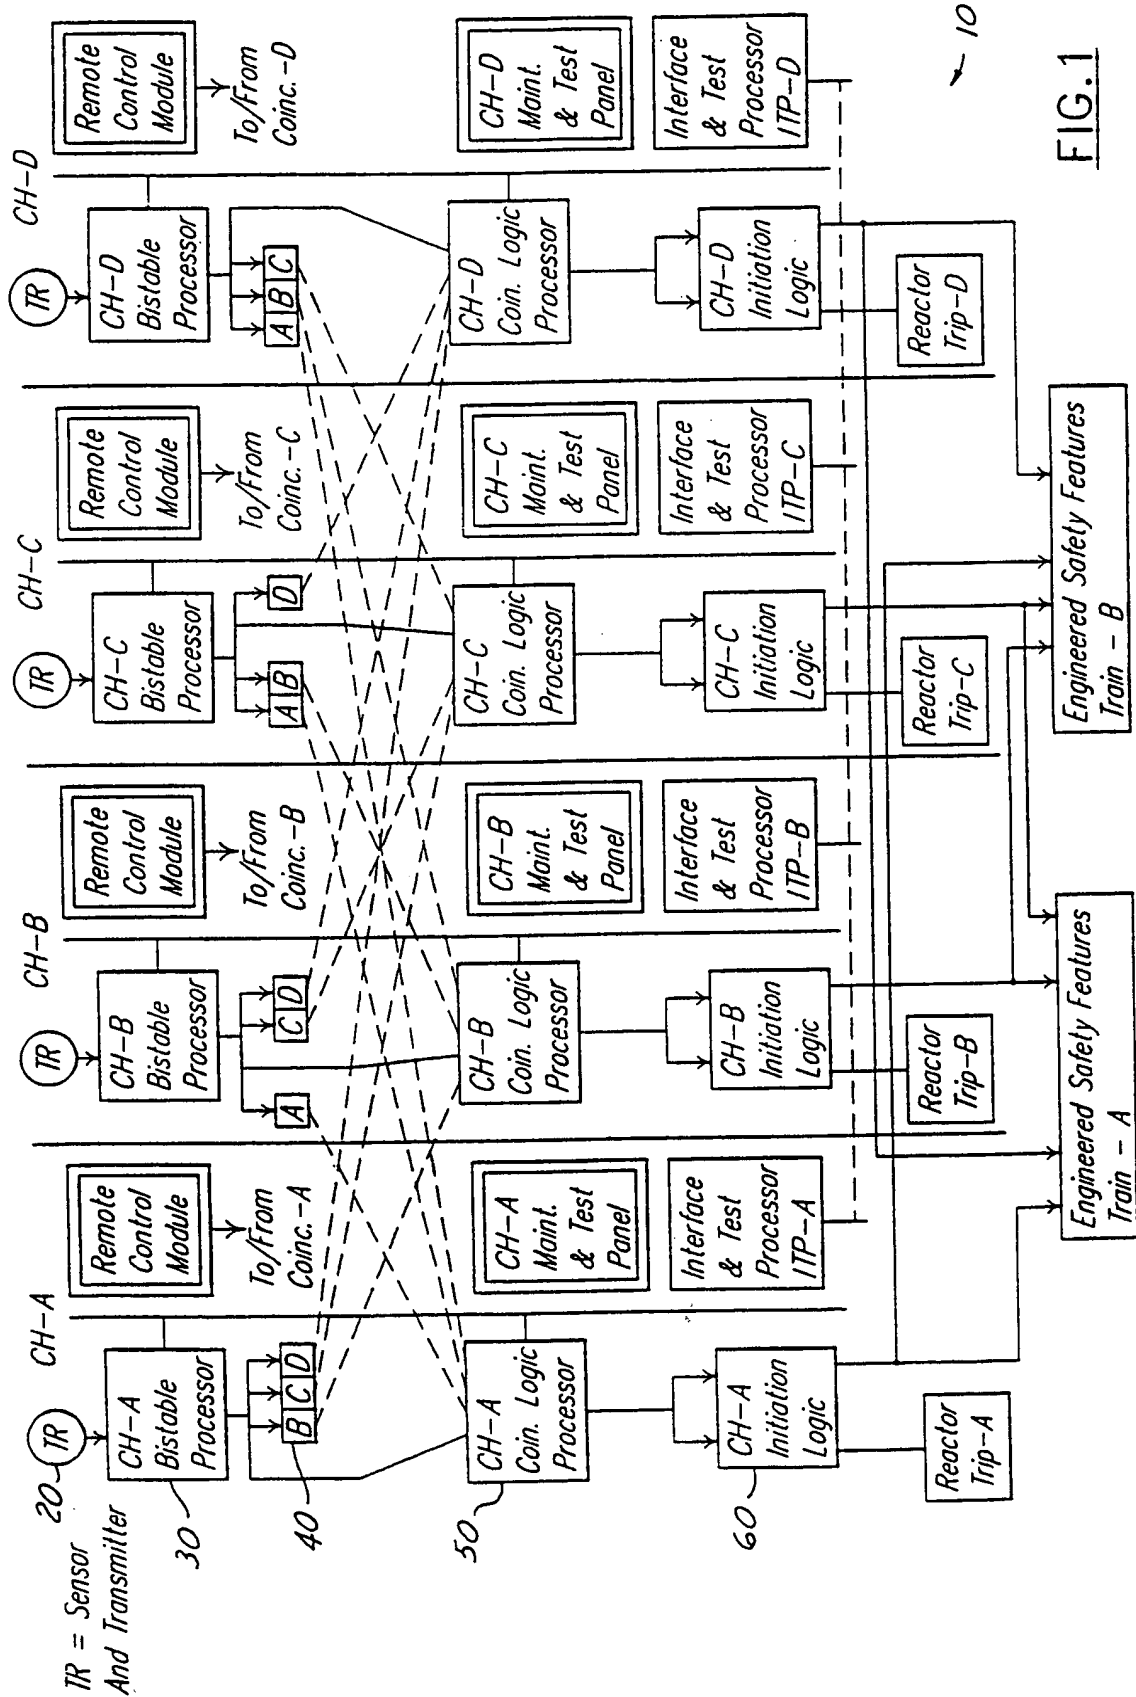 TR = Sensor
And Transmitter
20
CH-A
TR
CH-A
Bistable
Processor
30
B
C
D
40
Remote
Control
Module
To/From
Coinc.-A
CH-A
Coin. Logic
Processor
50
CH-A
Maint.
& Test
Panel
CH-A
Initiation
Logic
60
Interface
& Test
Processor
ITP-A
Reactor
Trip-A
CH-B
TR
CH-B
Bistable
Processor
A
C
D
Remote
Control
Module
To/From
Coinc.-B
CH-B
Coin. Logic
Processor
CH-B
Maint.
& Test
Panel
CH-B
Initiation
Logic
Interface
& Test
Processor
ITP-B
Reactor
Trip-B
CH-C
TR
CH-C
Bistable
Processor
A
B
D
Remote
Control
Module
To/From
Coinc.-C
CH-C
Coin. Logic
Processor
CH-C
Maint.
& Test
Panel
CH-C
Initiation
Logic
Interface
& Test
Processor
ITP-C
Reactor
Trip-C
CH-D
TR
CH-D
Bistable
Processor
A
B
C
Remote
Control
Module
To/From
Coinc.-D
CH-D
Coin. Logic
Processor
CH-D
Maint.
& Test
Panel
CH-D
Initiation
Logic
Interface
& Test
Processor
ITP-D
Reactor
Trip-D
Engineered Safety Features
Train - A
Engineered Safety Features
Train - B
10
FIG.1